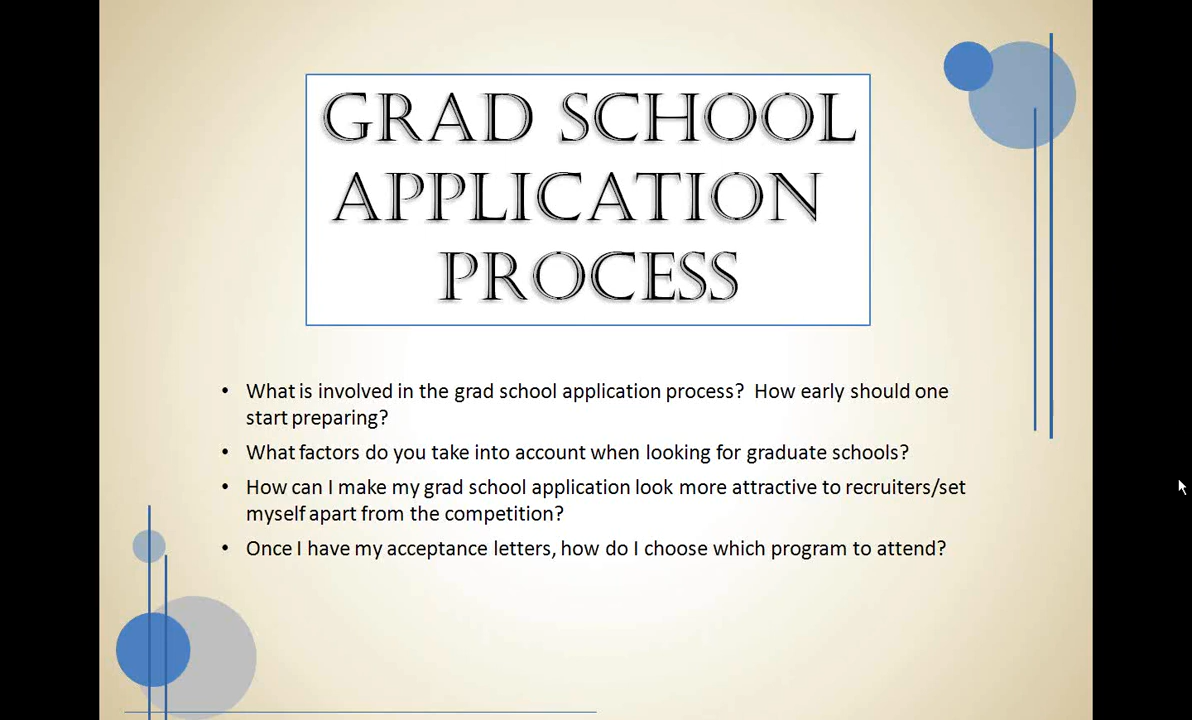 GRAD SCHOOL
APPLICATION
PROCESS
• What is involved in the grad school application process?  How early should one
start preparing?
• What factors do you take into account when looking for graduate schools?
• How can I make my grad school application look more attractive to recruiters/set
myself apart from the competition?
• Once I have my acceptance letters, how do I choose which program to attend?